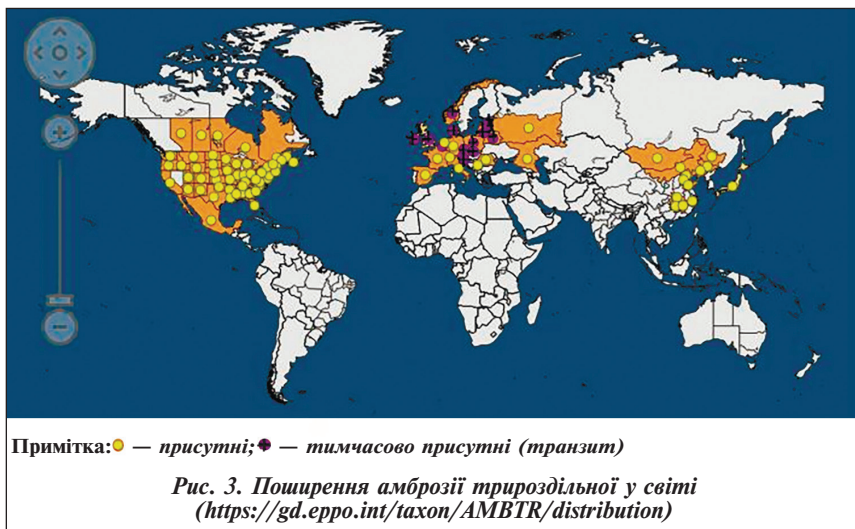 Примітка: — присутні; — тимчасово присутні (транзит)
Рис. 3. Поширення амброзії трироздільної у світі
(https://gd.eppo.int/taxon/AMBTR/distribution)